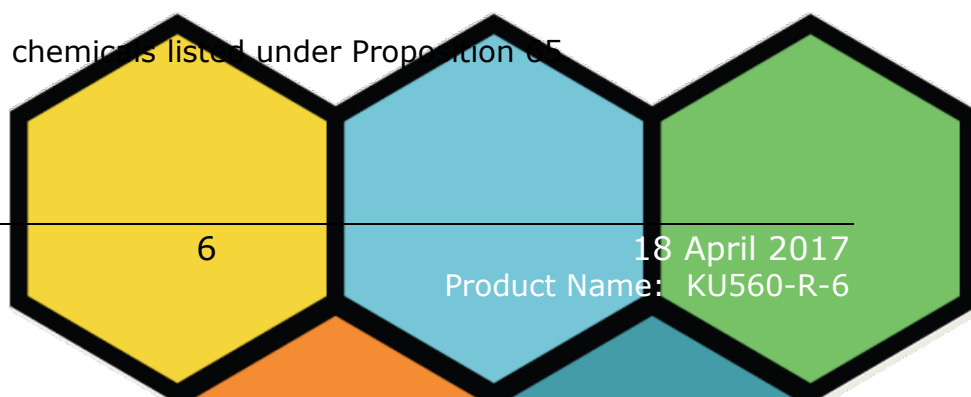 chemicals listed under Proposition 65.
6
18 April 2017
Product Name: KU560-R-6